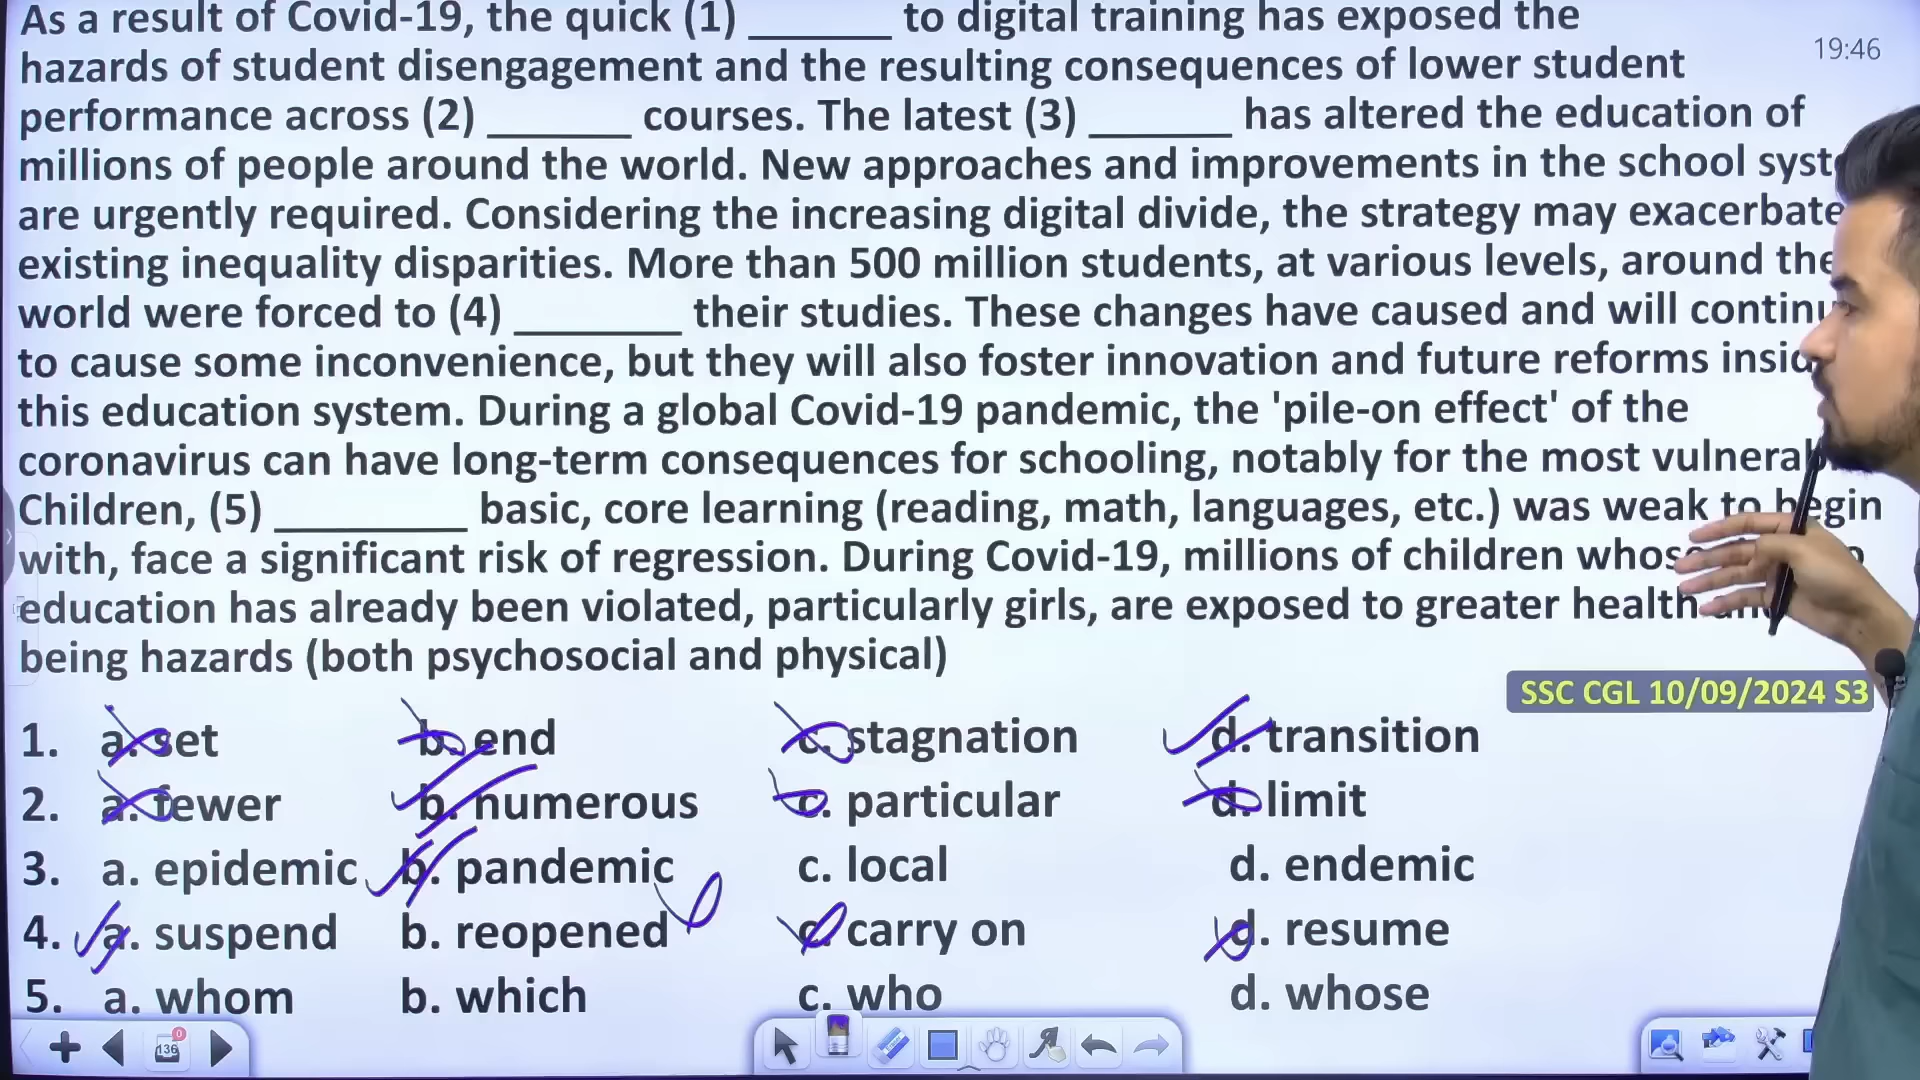 As a result of Covid-19, the quick (1) ______ to digital training has exposed the
19:46
hazards of student disengagement and the resulting consequences of lower student
performance across (2) ______ courses. The latest (3) ______ has altered the education of
millions of people around the world. New approaches and improvements in the school
are urgently required. Considering the increasing digital divide, the strategy may exacerbate
existing inequality disparities. More than 500 million students, at various levels, around the
world were forced to (4) _______ their studies. These changes have caused and will
to cause some inconvenience, but they will also foster innovation and future reforms
this education system. During a global Covid-19 pandemic, the 'pile-on effect' of the
coronavirus can have long-term consequences for schooling, notably for the most
Children, (5) ________ basic, core learning (reading, math, languages, etc.) was weak to begin
with, face a significant risk of regression. During Covid-19, millions of children
education has already been violated, particularly girls, are exposed to greater health
being hazards (both psychosocial and physical)
SSC CGL 10/09/2024 S3
1. a. set b. end c. stagnation d. transition
2. a. fewer b. numerous c. particular d. limit
3. a. epidemic b. pandemic c. local d. endemic
4. a. suspend b. reopened c. carry on d. resume
5. a. whom b. which c. who d. whose
0
136